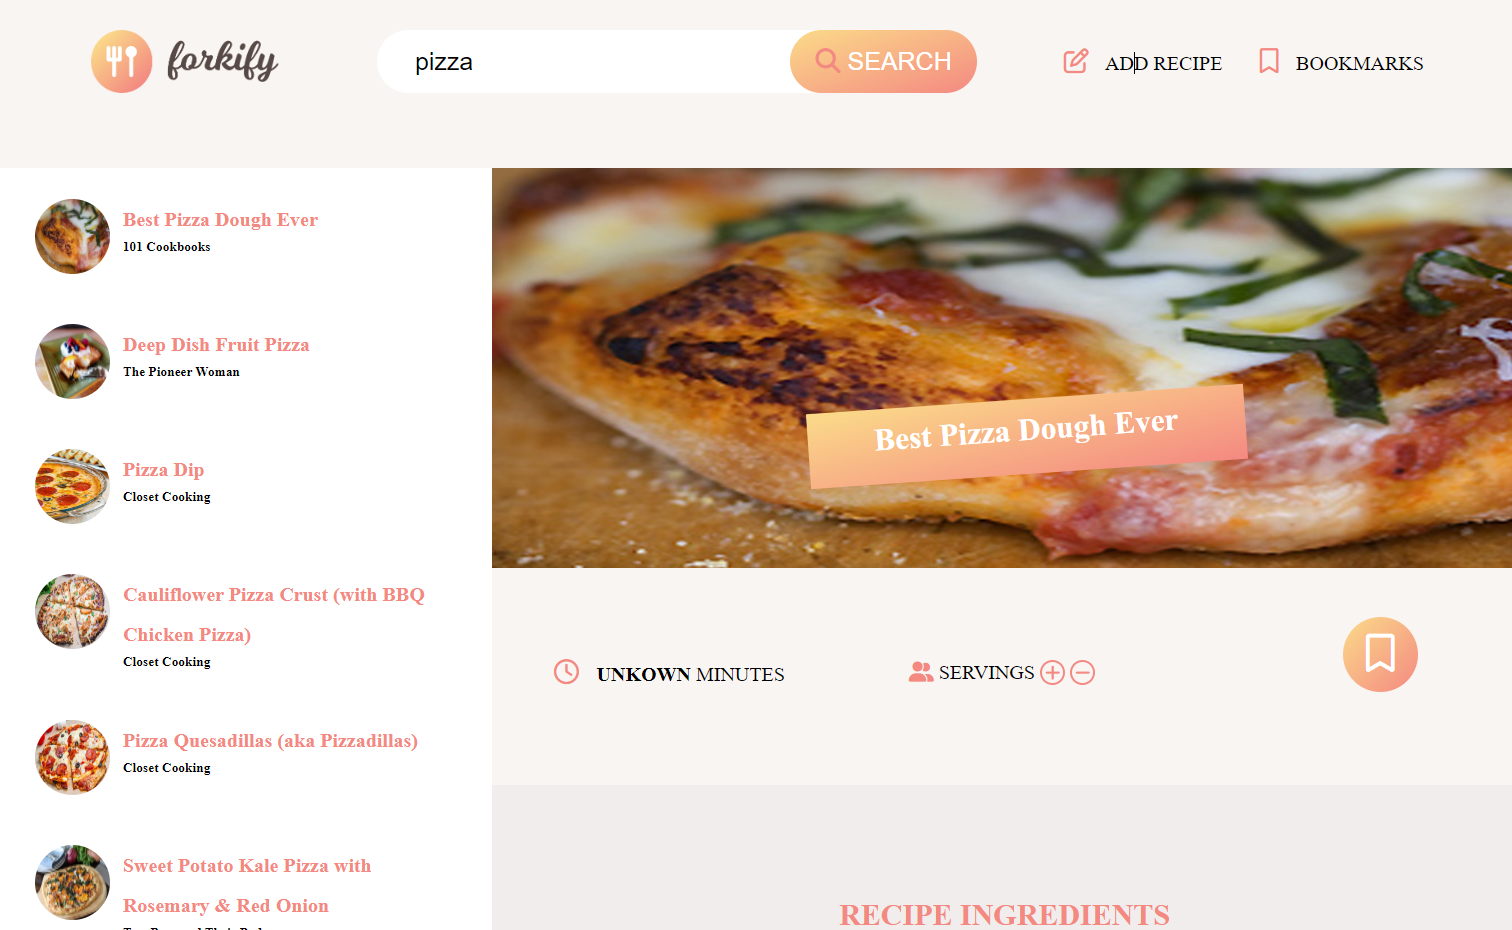 forkify
pizza
SEARCH
ADD RECIPE
BOOKMARKS
Best Pizza Dough Ever
101 Cookbooks
Deep Dish Fruit Pizza
The Pioneer Woman
Pizza Dip
Closet Cooking
Cauliflower Pizza Crust (with BBQ
Chicken Pizza)
Closet Cooking
Pizza Quesadillas (aka Pizzadillas)
Closet Cooking
Sweet Potato Kale Pizza with
Rosemary & Red Onion
Best Pizza Dough Ever
UNKOWN MINUTES
SERVINGS
RECIPE INGREDIENTS